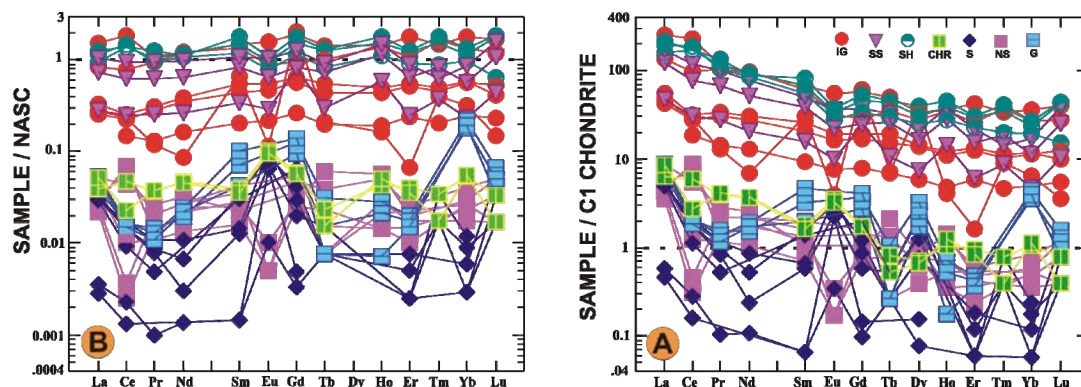 SAMPLE / NASC
3
1
0.1
0.01
0.001
0.0004
B
La Ce Pr Nd Sm Eu Gd Tb Dy Ho Er Tm Yb Lu
SAMPLE / C1 CHONDRITE
400
100
10
1
0.1
.04
IG SS SH CHR S NS G
A
La Ce Pr Nd Sm Eu Gd Tb Dy Ho Er Tm Yb Lu